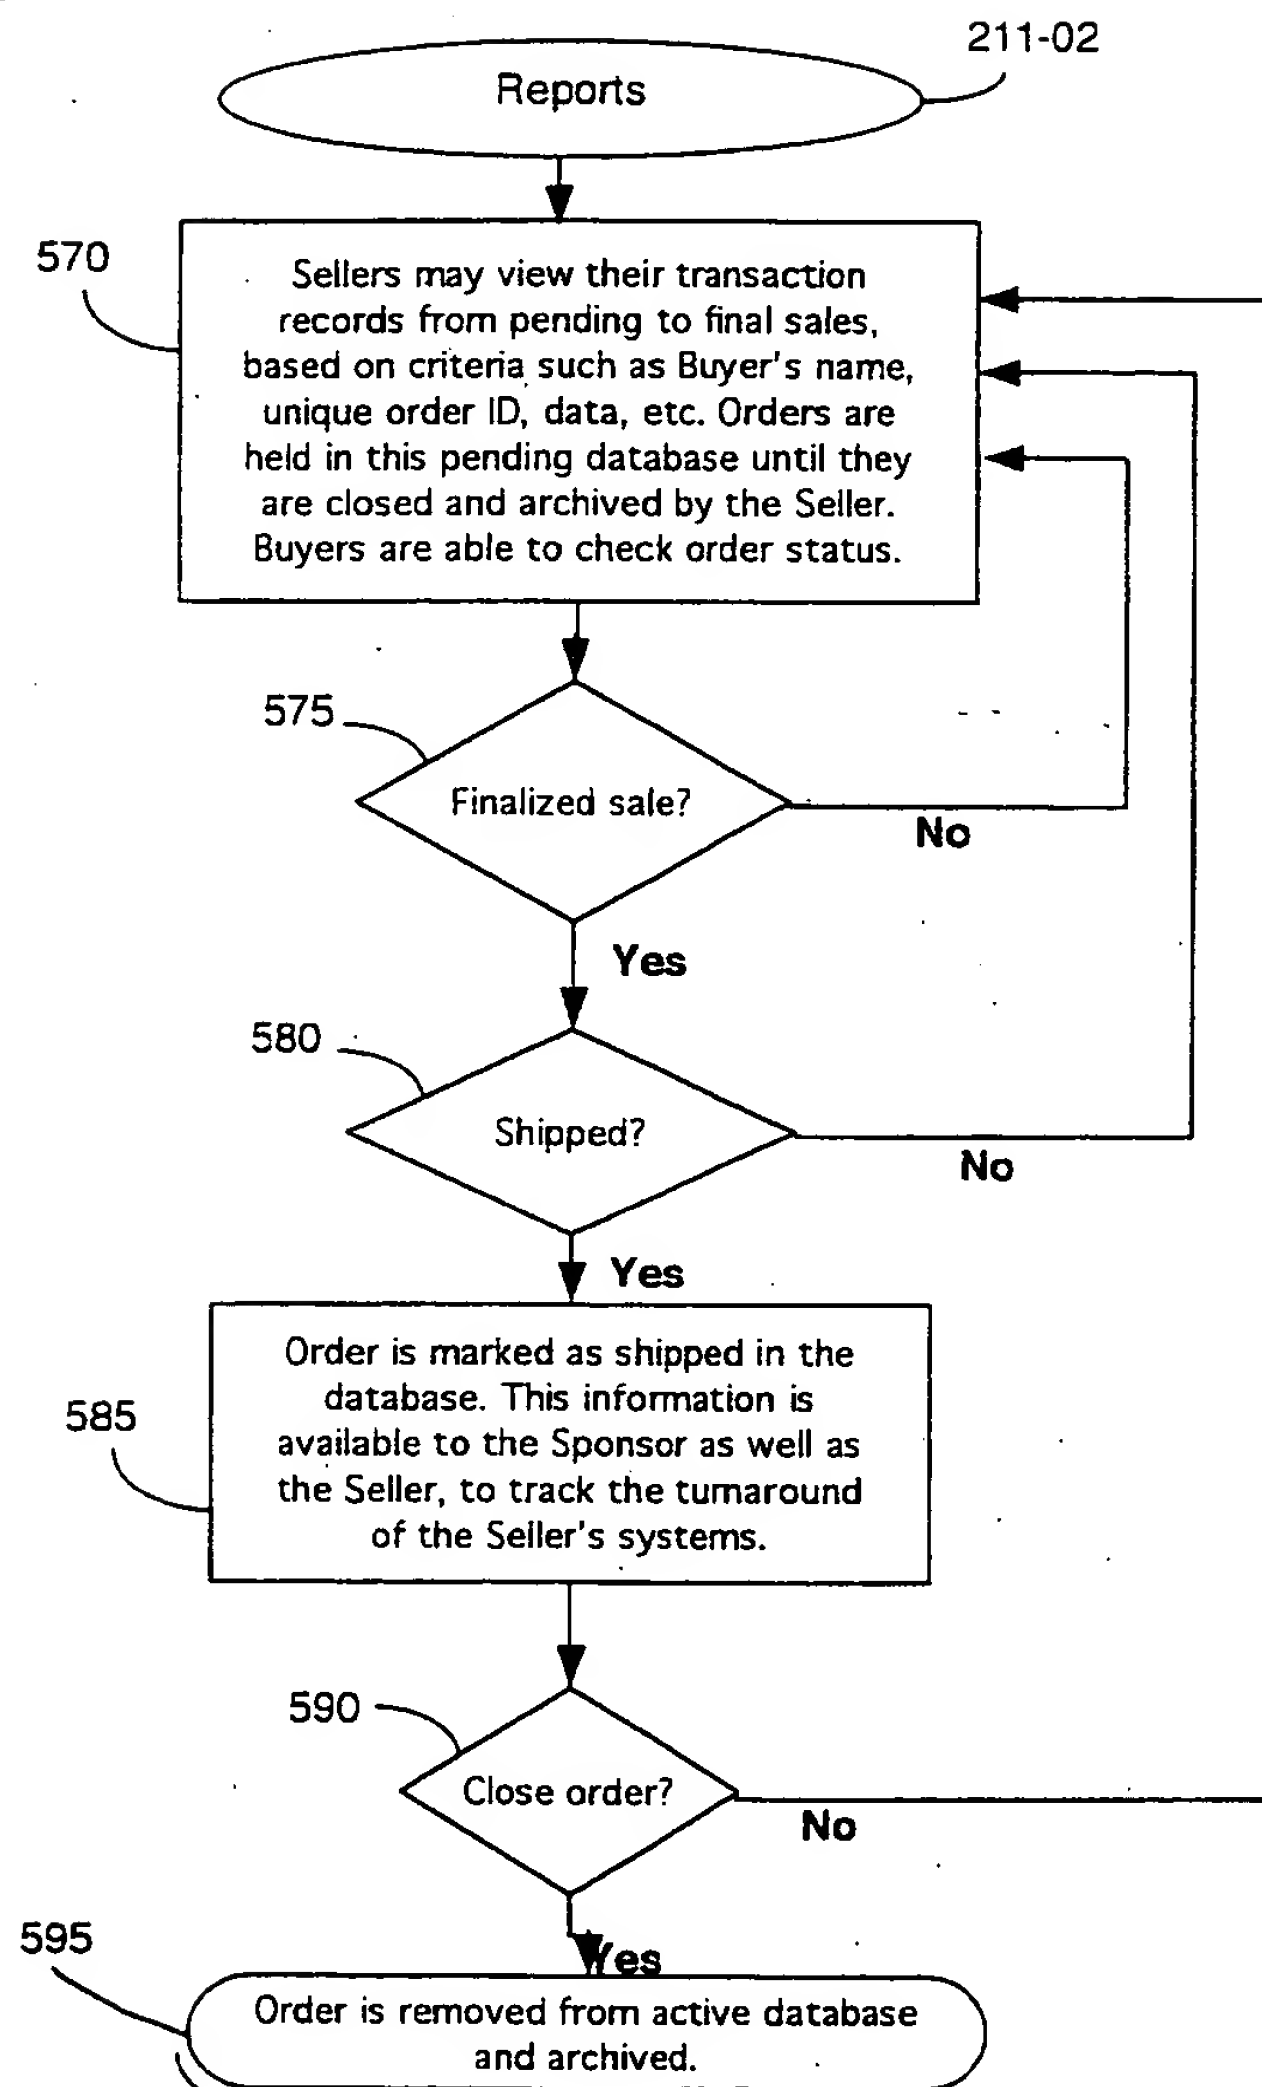 211-02
Reports
570
Sellers may view their transaction
records from pending to final sales,
based on criteria such as Buyer's name,
unique order ID, data, etc. Orders are
held in this pending database until they
are closed and archived by the Seller.
Buyers are able to check order status.
575
Finalized sale?
No
Yes
580
Shipped?
No
Yes
585
Order is marked as shipped in the
database. This information is
available to the Sponsor as well as
the Seller, to track the turnaround
of the Seller's systems.
590
Close order?
No
Yes
595
Order is removed from active database
and archived.